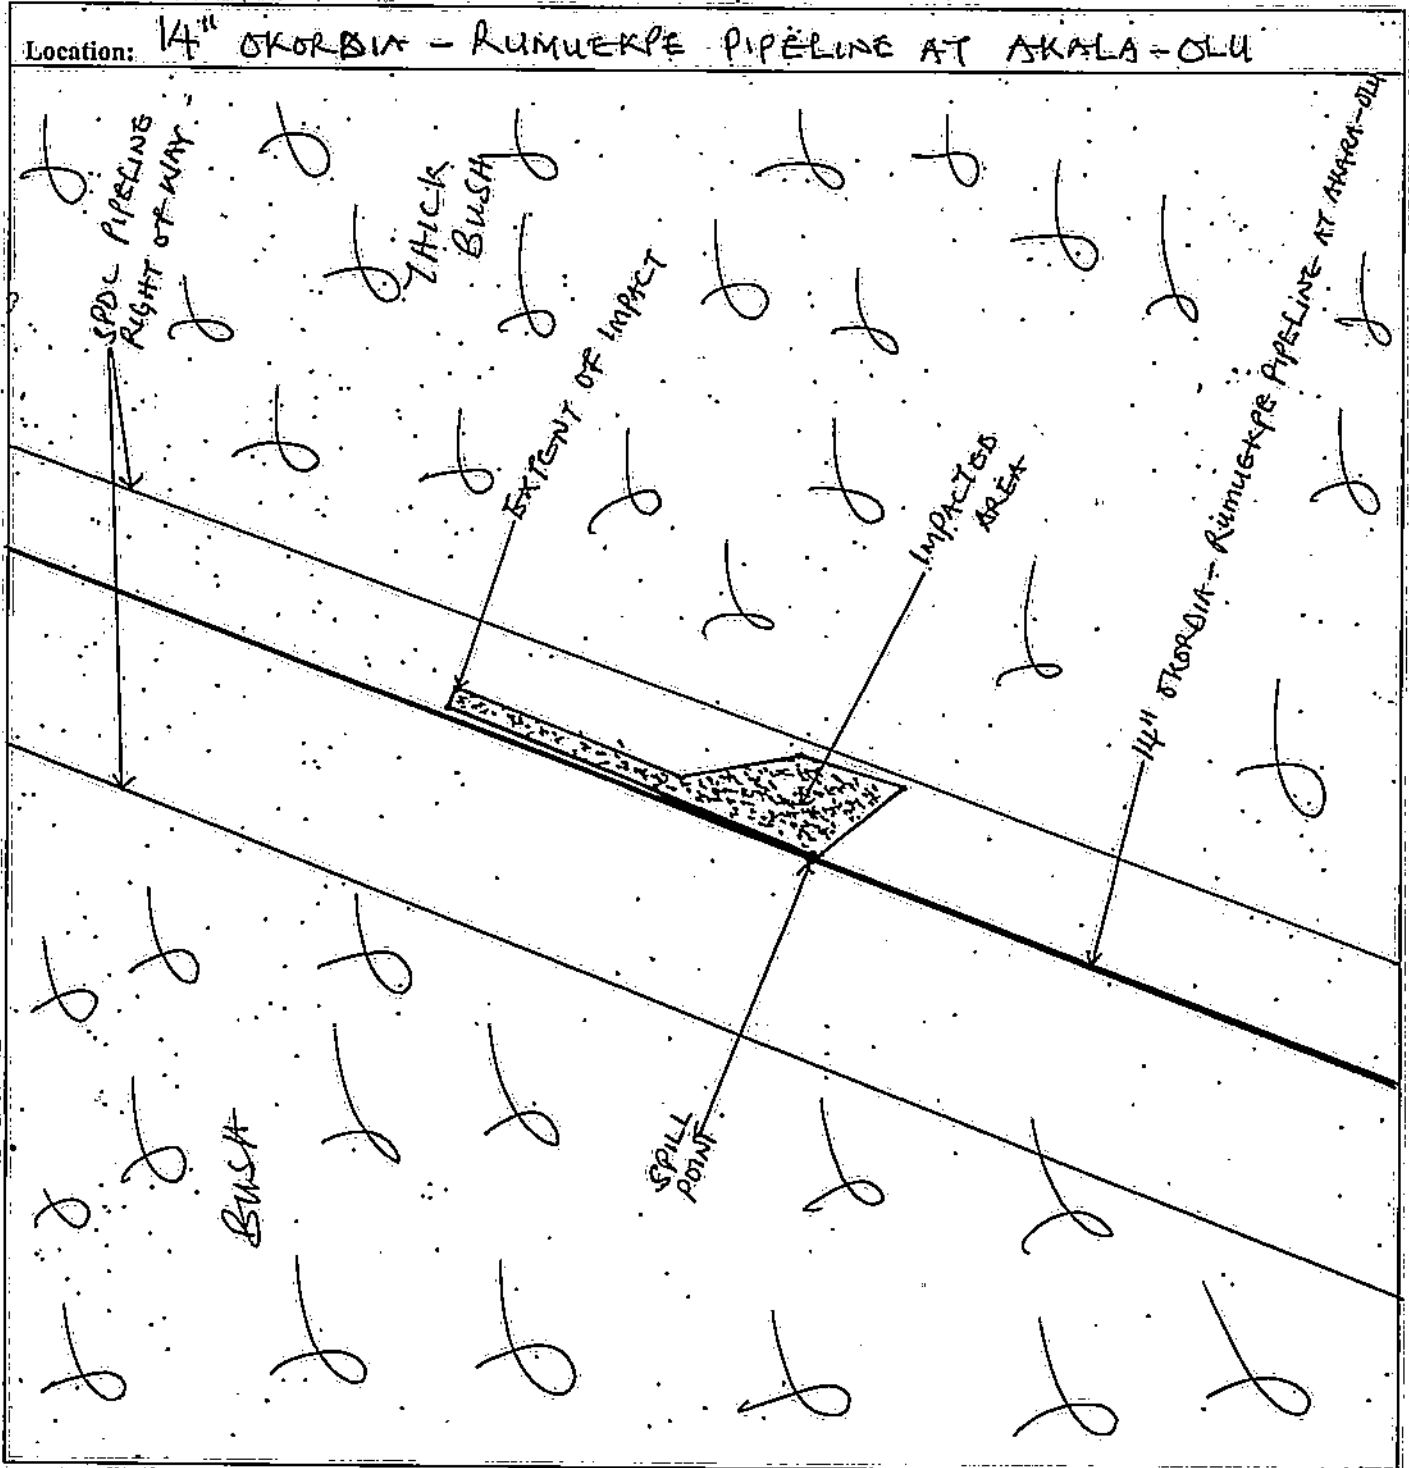 Location: 14" OKORDIA - RUMUEKPE PIPELINE AT AKALA-OLU
SPDC PIPELINE
RIGHT OF WAY
THICK
BUSH
EXTENT OF IMPACT
IMPACTED
AREA
14" OKORDIA - RUMUEKPE PIPELINE AT AKARA-OLU
SPILL
POINT
BUSH